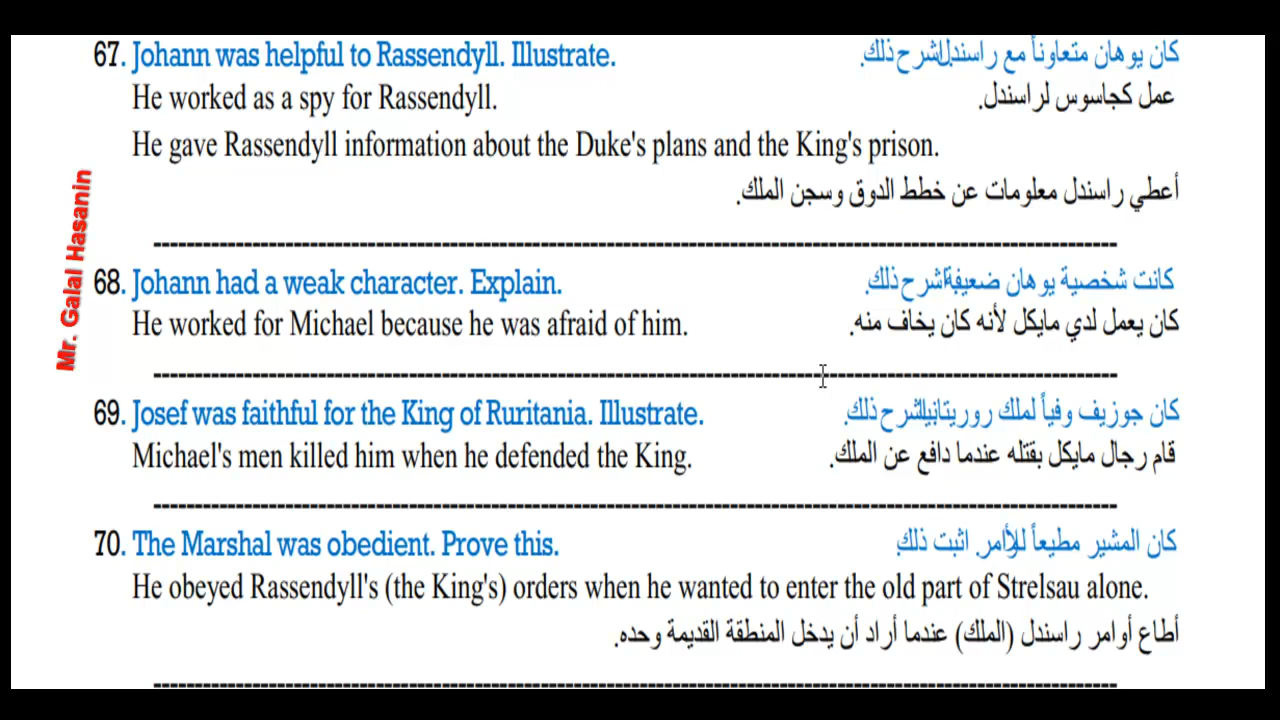 67. Johann was helpful to Rassendyll. Illustrate. كان يوهان متعاوناً مع راسندل.اشرح ذلك.
He worked as a spy for Rassendyll. عمل كجاسوس لراسندل.
He gave Rassendyll information about the Duke's plans and the King's prison.
أعطي راسندل معلومات عن خطط الدوق وسجن الملك.
68. Johann had a weak character. Explain. كانت شخصية يوهان ضعيفة.اشرح ذلك.
He worked for Michael because he was afraid of him. كان يعمل لدي مايكل لأنه كان يخاف منه.
69. Josef was faithful for the King of Ruritania. Illustrate. كان جوزيف وفياً لملك روريتانيا.اشرح ذلك.
Michael's men killed him when he defended the King. قام رجال مايكل بقتله عندما دافع عن الملك.
70. The Marshal was obedient. Prove this. كان المشير مطيعاً للأمر. اثبت ذلك.
He obeyed Rassendyll's (the King's) orders when he wanted to enter the old part of Strelsau alone.
أطاع أوامر راسندل (الملك) عندما أراد أن يدخل المنطقة القديمة وحده.
Mr. Galal Hasanin